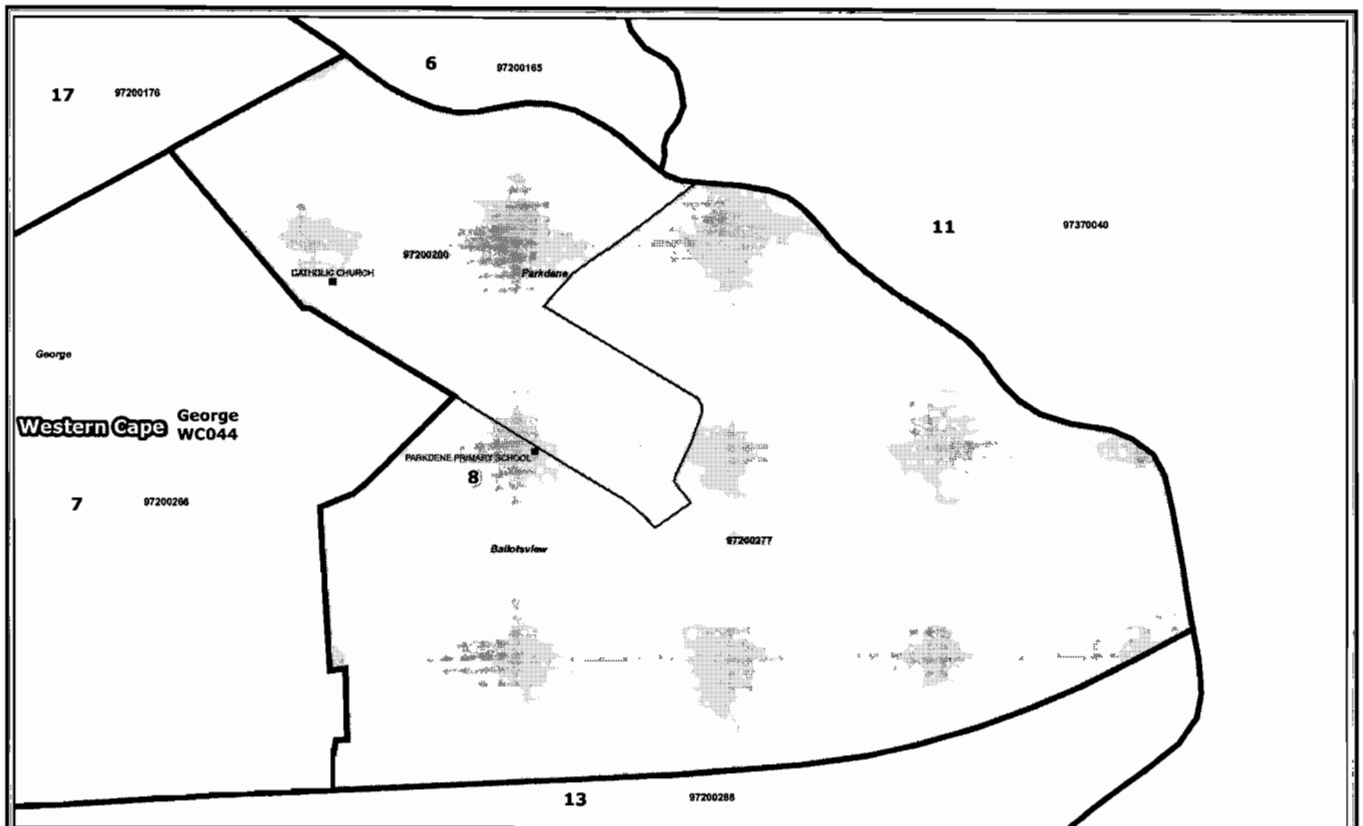 6 97200165
17 97200176
11 97370040
97200200
CATHOLIC CHURCH
Parkdene
George
Western Cape
George
WC044
PARKDENE PRIMARY SCHOOL
8
7 97200266
97200277
Ballotsview
13 97200288